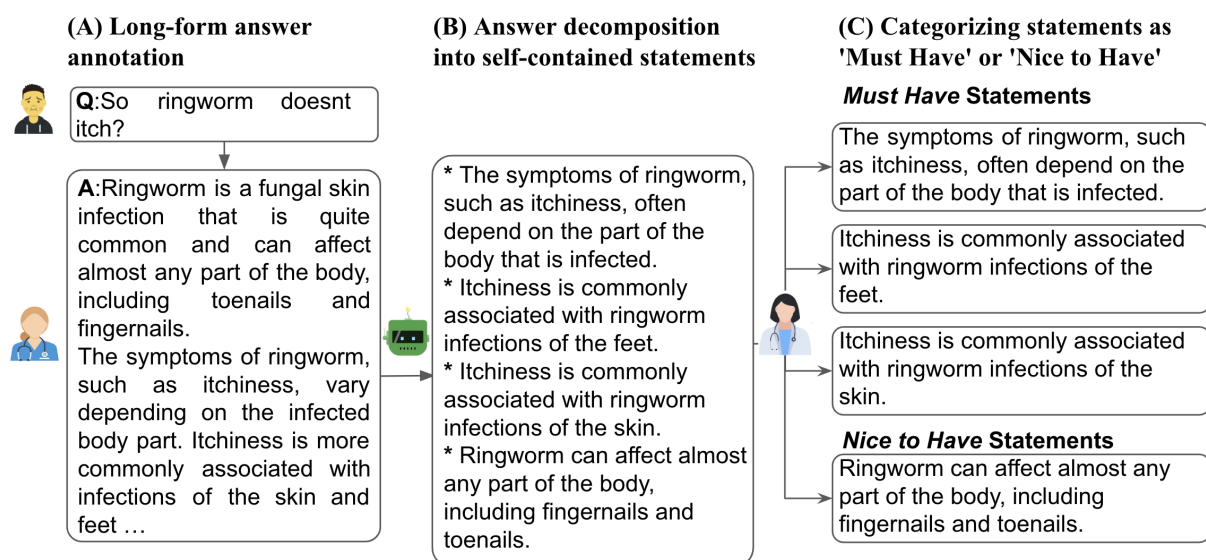 (A) Long-form answer
annotation
Q:So ringworm doesnt
itch?
A:Ringworm is a fungal skin
infection that is quite
common and can affect
almost any part of the body,
including toenails and
fingernails.
The symptoms of ringworm,
such as itchiness, vary
depending on the infected
body part. Itchiness is more
commonly associated with
infections of the skin and
feet ...
(B) Answer decomposition
into self-contained statements
* The symptoms of ringworm,
such as itchiness, often
depend on the part of the
body that is infected.
* Itchiness is commonly
associated with ringworm
infections of the feet.
* Itchiness is commonly
associated with ringworm
infections of the skin.
* Ringworm can affect almost
any part of the body,
including fingernails and
toenails.
(C) Categorizing statements as
'Must Have' or 'Nice to Have'
Must Have Statements
The symptoms of ringworm, such
as itchiness, often depend on the
part of the body that is infected.
Itchiness is commonly associated
with ringworm infections of the
feet.
Itchiness is commonly associated
with ringworm infections of the
skin.
Nice to Have Statements
Ringworm can affect almost any
part of the body, including
fingernails and toenails.